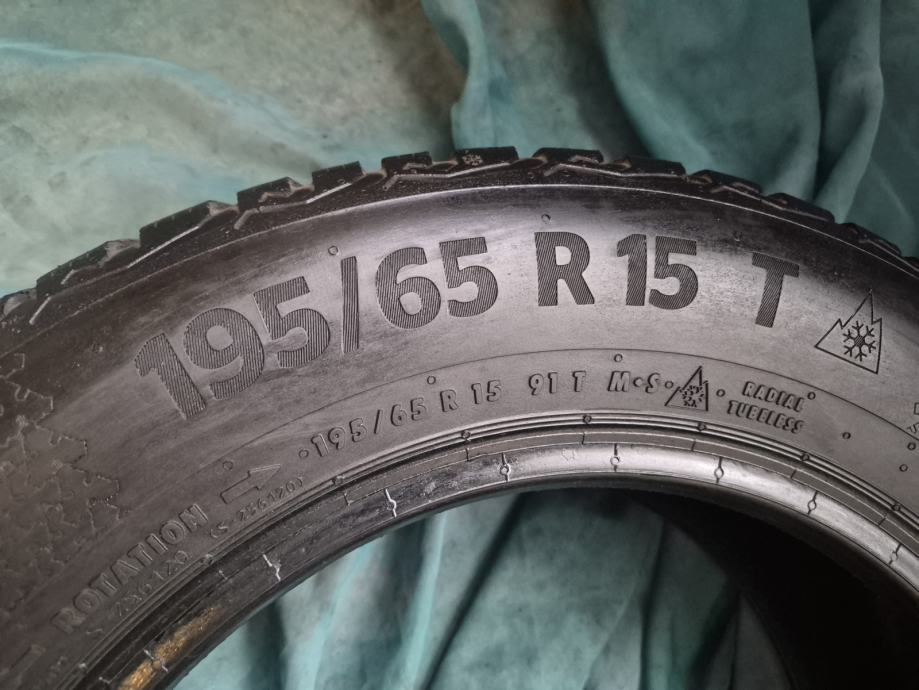 195/65 R 15 T
195/65 R 15 91 T M·S
RADIAL
TUBELESS
ROTATION